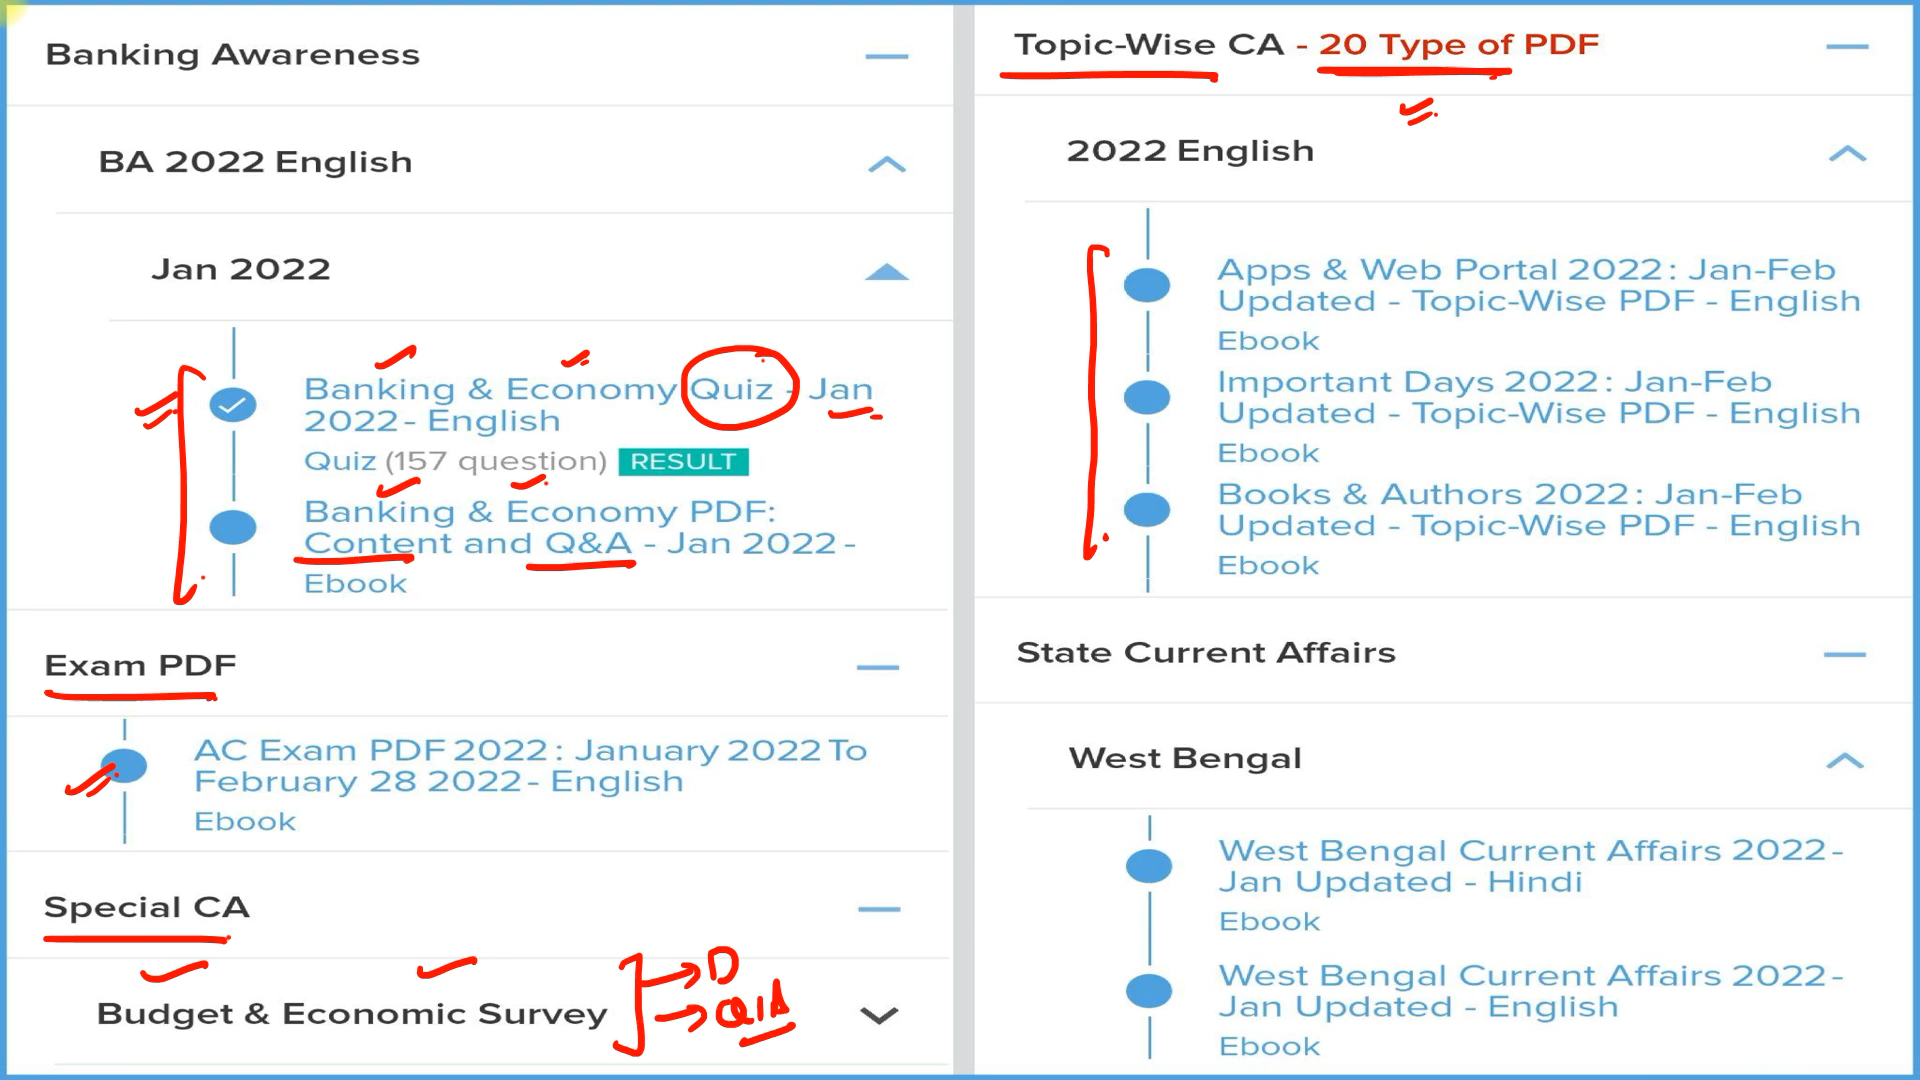 Banking Awareness
BA 2022 English
Jan 2022
Banking & Economy Quiz - Jan
2022- English
Quiz (157 question) RESULT
Banking & Economy PDF:
Content and Q&A - Jan 2022 -
Ebook
Exam PDF
AC Exam PDF 2022: January 2022 To
February 28 2022- English
Ebook
Special CA
D
Budget & Economic Survey
Topic-Wise CA - 20 Type of PDF
2022 English
Apps & Web Portal 2022: Jan-Feb
Updated - Topic-Wise PDF - English
Ebook
Important Days 2022: Jan-Feb
Updated - Topic-Wise PDF - English
Ebook
Books & Authors 2022: Jan-Feb
Updated - Topic-Wise PDF - English
Ebook
State Current Affairs
West Bengal
West Bengal Current Affairs 2022-
Jan Updated - Hindi
Ebook
West Bengal Current Affairs 2022-
Jan Updated - English
Ebook